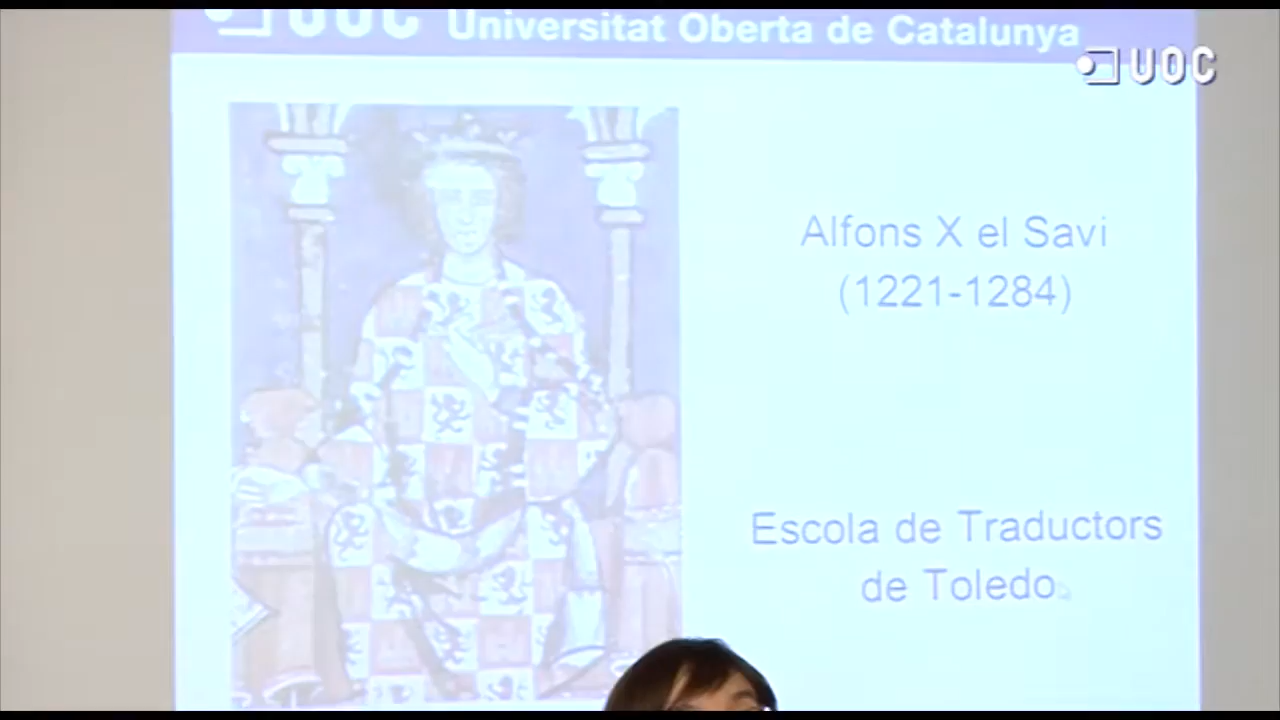 UOC Universitat Oberta de Catalunya
UOC
Alfons X el Savi
(1221-1284)
Escola de Traductors
de Toledo